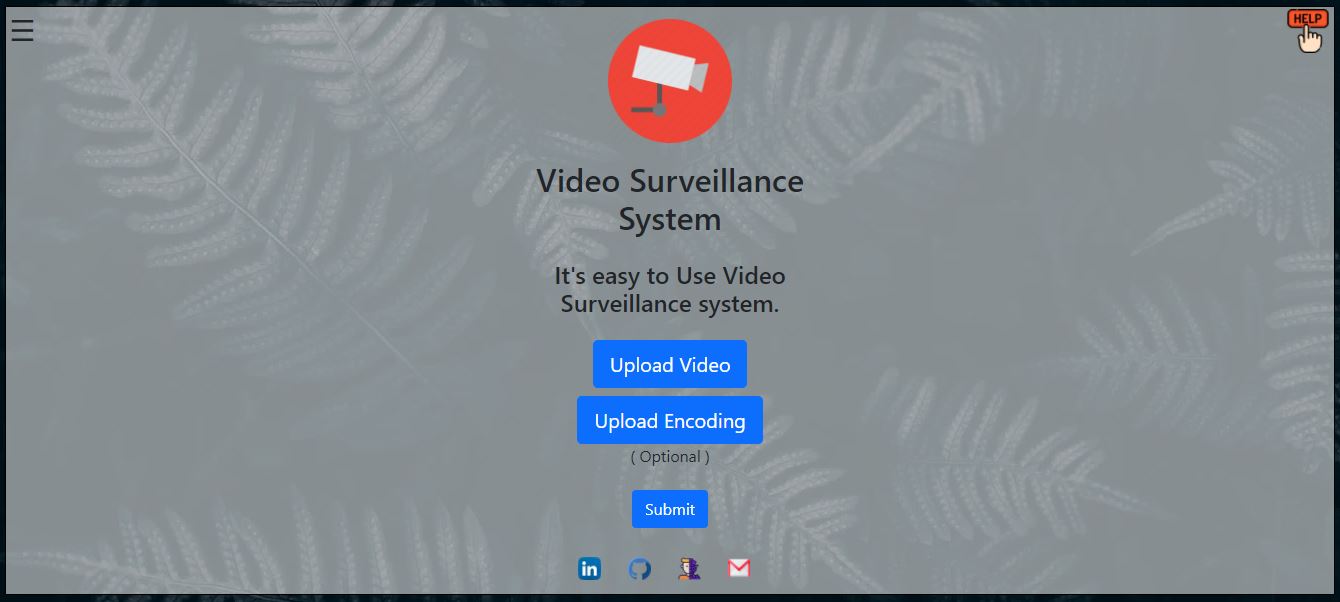 HELP
Video Surveillance
System
It's easy to Use Video
Surveillance system.
Upload Video
Upload Encoding
( Optional )
Submit
in